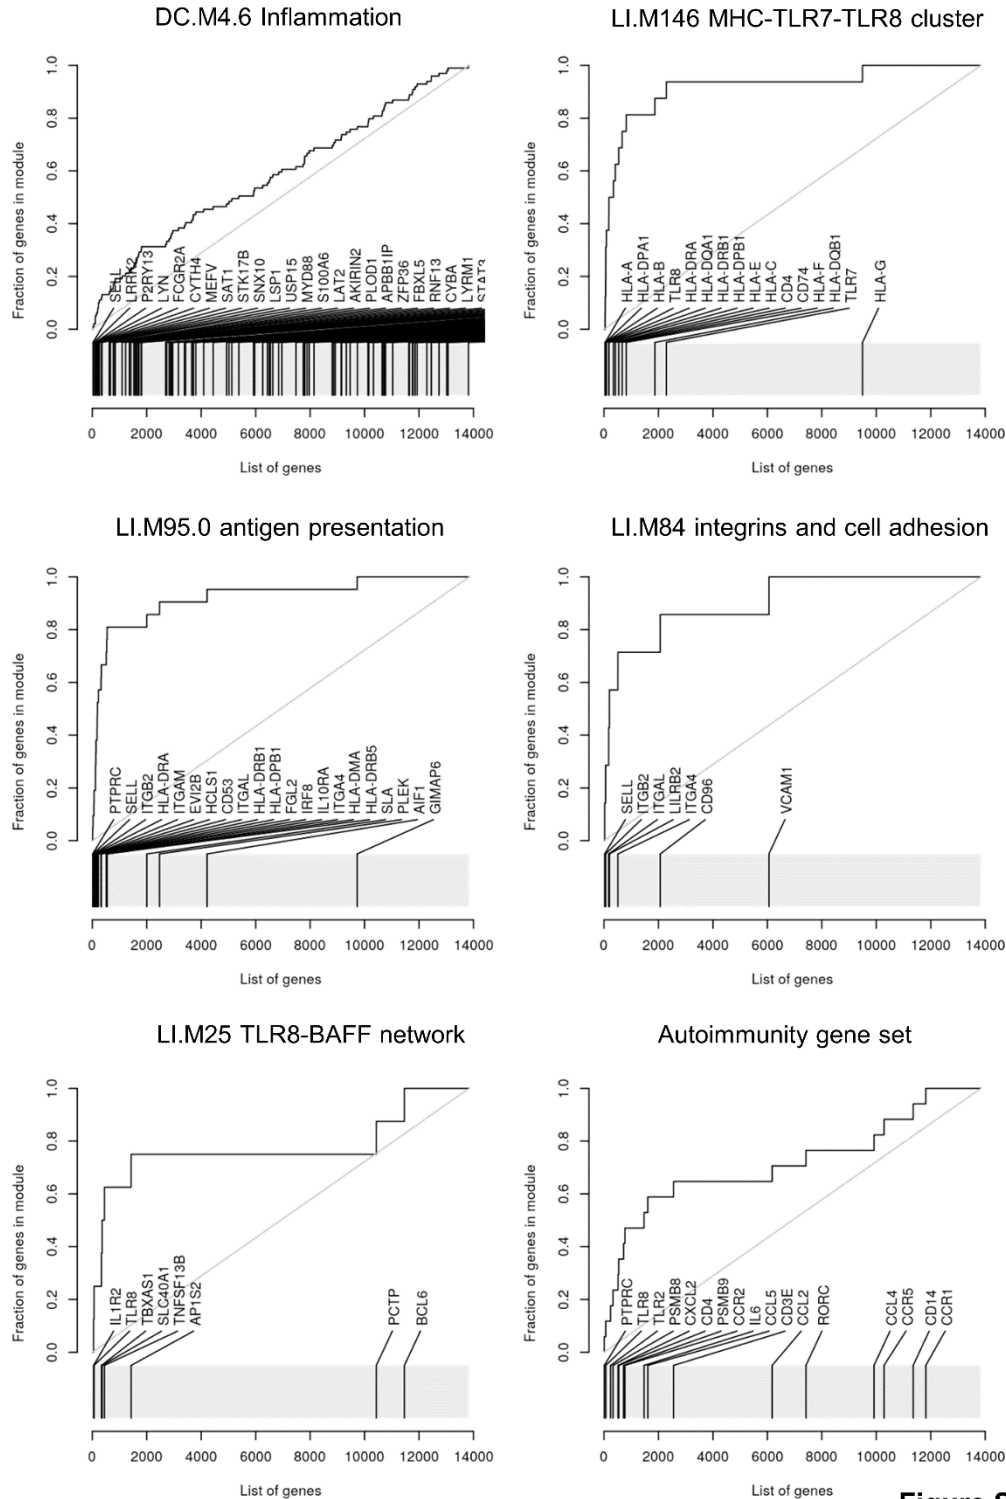 DC.M4.6 Inflammation
Fraction of genes in module
0.0 0.2 0.4 0.6 0.8 1.0
SELL
LRRK2
P2RY13
LYN
FCGR2A
CYTH4
MEFV
SAT1
STK17B
SNX10
LSP1
USP15
MYD88
S100A6
LAT2
AKIRIN2
PLOD1
APBB1IP
ZFP36
FBXL5
RNF13
CYBA
LYRM1
STAT3
0 2000 4000 6000 8000 10000 12000 14000
List of genes
LI.M146 MHC-TLR7-TLR8 cluster
Fraction of genes in module
0.0 0.2 0.4 0.6 0.8 1.0
HLA-A
HLA-DPA1
HLA-B
TLR8
HLA-DRA
HLA-DQA1
HLA-DRB1
HLA-DPB1
HLA-E
HLA-C
CD4
CD74
HLA-F
HLA-DQB1
TLR7
HLA-G
0 2000 4000 6000 8000 10000 12000 14000
List of genes
LI.M95.0 antigen presentation
Fraction of genes in module
0.0 0.2 0.4 0.6 0.8 1.0
PTPRC
SELL
ITGB2
HLA-DRA
ITGAM
EVI2B
HCLS1
CD53
ITGAL
HLA-DRB1
HLA-DPB1
FGL2
IRF8
IL10RA
ITGA4
HLA-DMA
HLA-DRB5
SLA
PLEK
AIF1
GIMAP6
0 2000 4000 6000 8000 10000 12000 14000
List of genes
LI.M84 integrins and cell adhesion
Fraction of genes in module
0.0 0.2 0.4 0.6 0.8 1.0
SELL
ITGB2
ITGAL
LILRB2
ITGA4
CD96
VCAM1
0 2000 4000 6000 8000 10000 12000 14000
List of genes
LI.M25 TLR8-BAFF network
Fraction of genes in module
0.0 0.2 0.4 0.6 0.8 1.0
IL1R2
TLR8
TBXAS1
SLC40A1
TNFSF13B
AP1S2
PCTP
BCL6
0 2000 4000 6000 8000 10000 12000 14000
List of genes
Autoimmunity gene set
Fraction of genes in module
0.0 0.2 0.4 0.6 0.8 1.0
PTPRC
TLR8
TLR2
PSMB8
CXCL2
CD4
PSMB9
CCR2
IL6
CCL5
CD3E
CCL2
RORC
CCL4
CCR5
CD14
CCR1
0 2000 4000 6000 8000 10000 12000 14000
List of genes